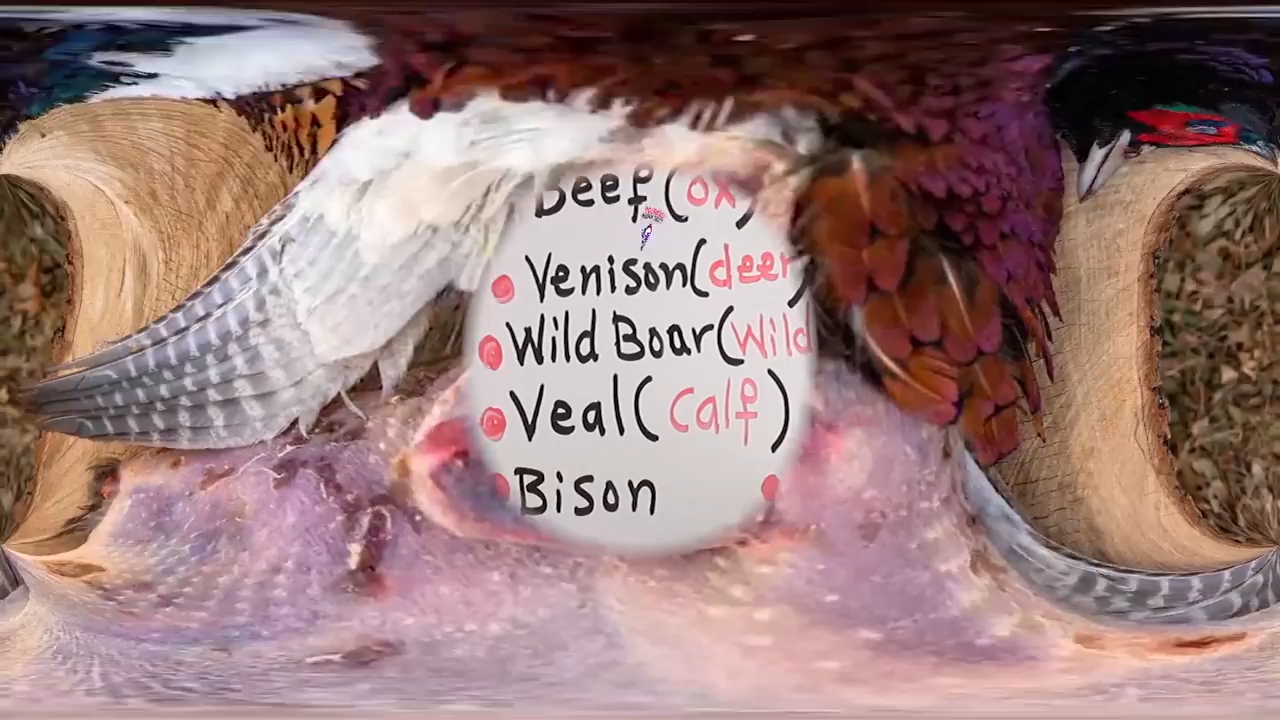 Beef (ox)
Venison (deer)
Wild Boar (Wild
Veal (Calf)
Bison